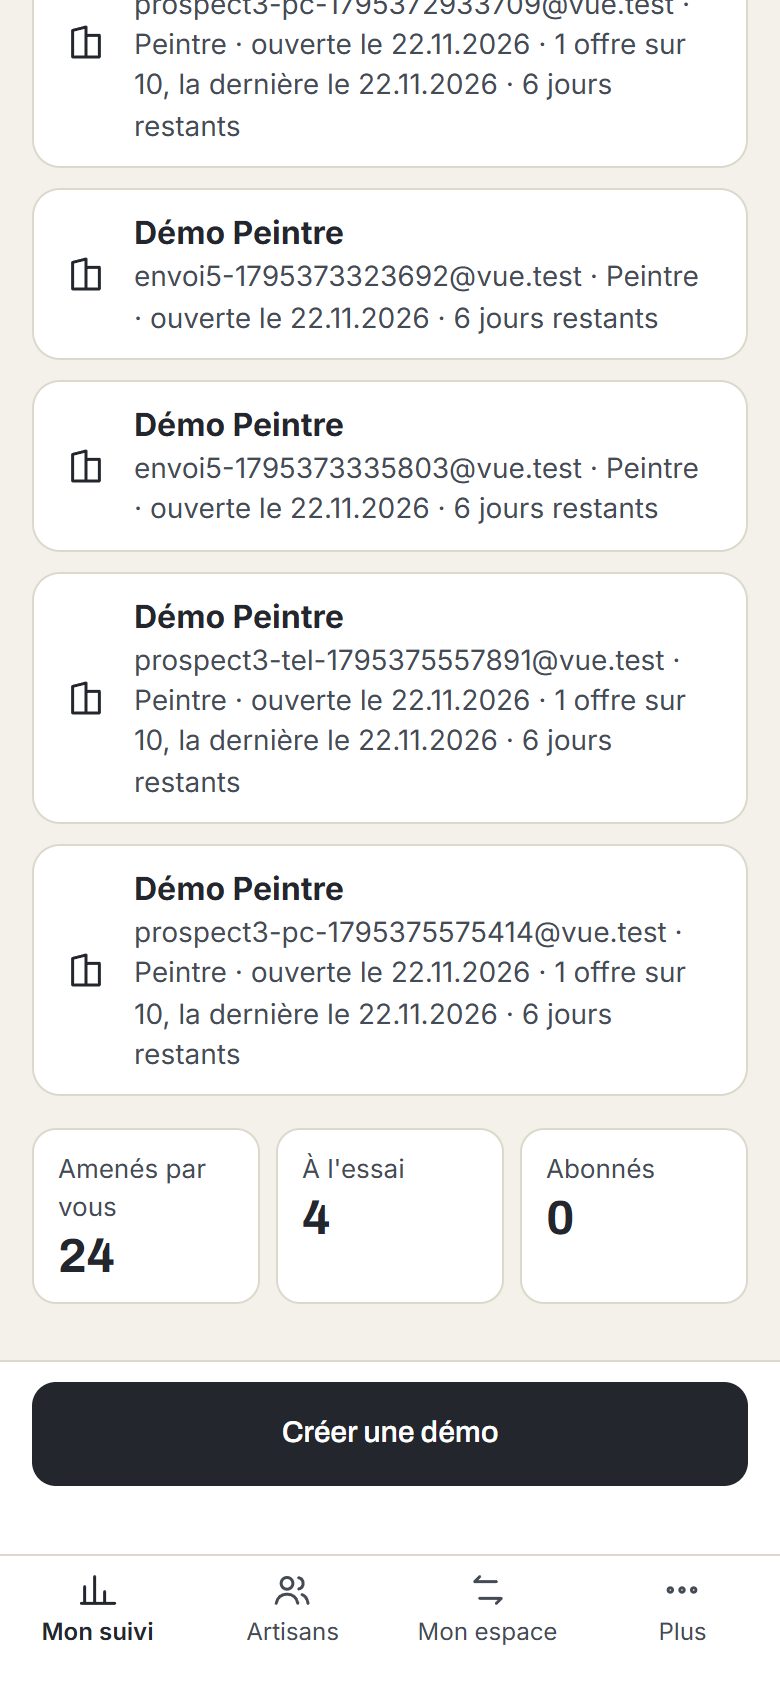 prospect3-pc-1795372933709@vue.test ·
Peintre · ouverte le 22.11.2026 · 1 offre sur
10, la dernière le 22.11.2026 · 6 jours
restants
Démo Peintre
envoi5-1795373323692@vue.test · Peintre
· ouverte le 22.11.2026 · 6 jours restants
Démo Peintre
envoi5-1795373335803@vue.test · Peintre
· ouverte le 22.11.2026 · 6 jours restants
Démo Peintre
prospect3-tel-1795375557891@vue.test ·
Peintre · ouverte le 22.11.2026 · 1 offre sur
10, la dernière le 22.11.2026 · 6 jours
restants
Démo Peintre
prospect3-pc-1795375575414@vue.test ·
Peintre · ouverte le 22.11.2026 · 1 offre sur
10, la dernière le 22.11.2026 · 6 jours
restants
Amenés par
vous
24
À l'essai
4
Abonnés
0
Créer une démo
Mon suivi
Artisans
Mon espace
Plus